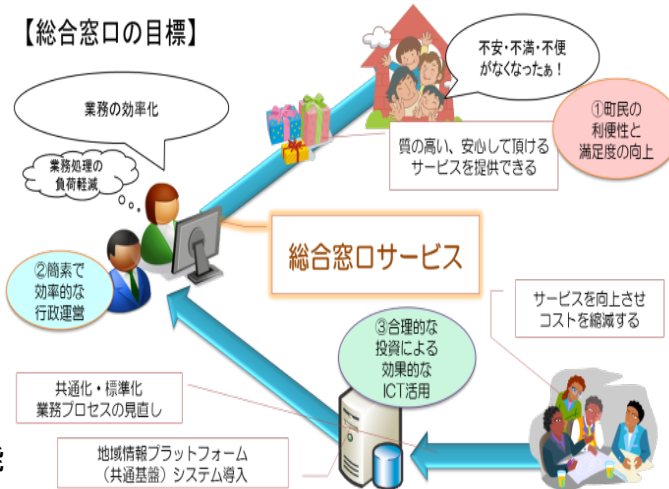 【総合窓口の目標】
不安・不満・不便
がなくなったぁ！
業務の効率化
①町民の
利便性と
満足度の向上
質の高い、安心して頂ける
サービスを提供できる
業務処理の
負荷軽減
総合窓口サービス
②簡素で
効率的な
行政運営
サービスを向上させ
コストを縮減する
③合理的な
投資による
効果的な
ICT活用
共通化・標準化
業務プロセスの見直し
地域情報プラットフォーム
（共通基盤）システム導入